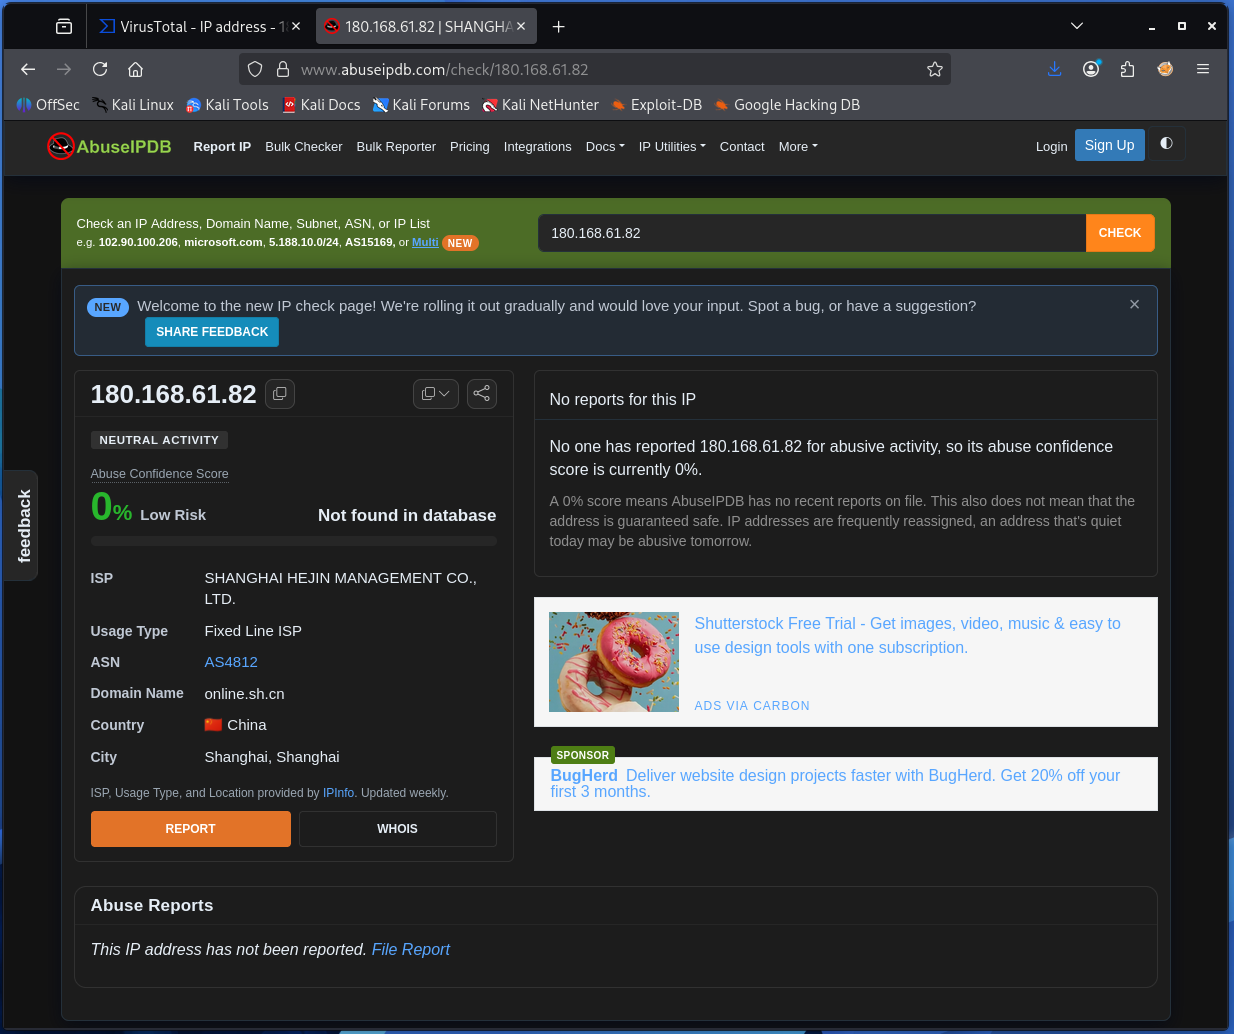 VirusTotal - IP address - 1
180.168.61.82 | SHANGHA
www.abuseipdb.com/check/180.168.61.82
OffSec Kali Linux Kali Tools Kali Docs Kali Forums Kali NetHunter Exploit-DB Google Hacking DB
AbuseIPDB Report IP Bulk Checker Bulk Reporter Pricing Integrations Docs IP Utilities Contact More Login Sign Up
Check an IP Address, Domain Name, Subnet, ASN, or IP List
e.g. 102.90.100.206, microsoft.com, 5.188.10.0/24, AS15169, or Multi NEW
180.168.61.82 CHECK
NEW Welcome to the new IP check page! We're rolling it out gradually and would love your input. Spot a bug, or have a suggestion?
SHARE FEEDBACK
feedback
180.168.61.82
NEUTRAL ACTIVITY
Abuse Confidence Score
0% Low Risk Not found in database
ISP SHANGHAI HEJIN MANAGEMENT CO.,
LTD.
Usage Type Fixed Line ISP
ASN AS4812
Domain Name online.sh.cn
Country China
City Shanghai, Shanghai
ISP, Usage Type, and Location provided by IPInfo. Updated weekly.
REPORT WHOIS
No reports for this IP
No one has reported 180.168.61.82 for abusive activity, so its abuse confidence
score is currently 0%.
A 0% score means AbuseIPDB has no recent reports on file. This also does not mean that the
address is guaranteed safe. IP addresses are frequently reassigned, an address that's quiet
today may be abusive tomorrow.
Shutterstock Free Trial - Get images, video, music & easy to
use design tools with one subscription.
ADS VIA CARBON
SPONSOR
BugHerd Deliver website design projects faster with BugHerd. Get 20% off your
first 3 months.
Abuse Reports
This IP address has not been reported. File Report